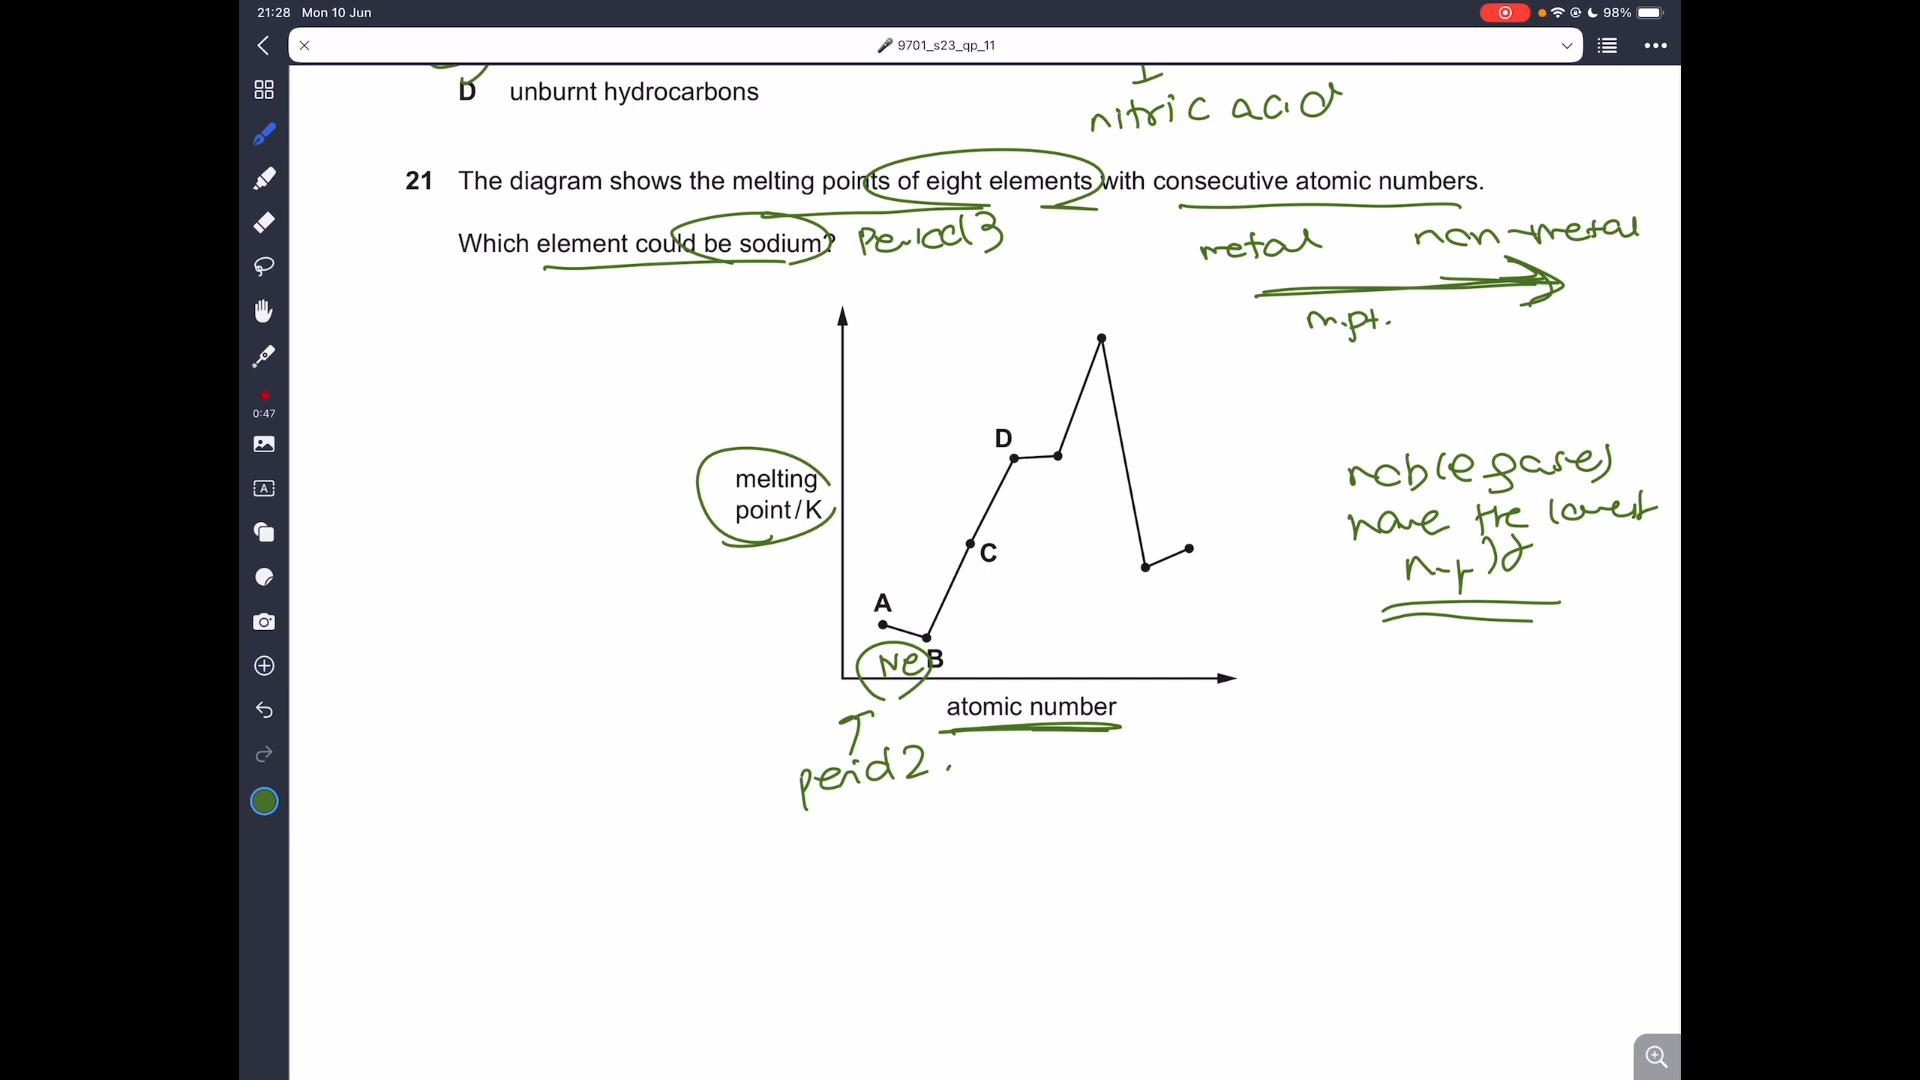 21:28 Mon 10 Jun
98%
9701_s23_qp_11
D unburnt hydrocarbons
nitric acid
21 The diagram shows the melting points of eight elements with consecutive atomic numbers.
Which element could be sodium? Period 3
metal non-metal
m.pt.
D
melting
point/K
C
A
B
Ne
noble gases)
have the lowest
atomic number
period 2.
0:47
A